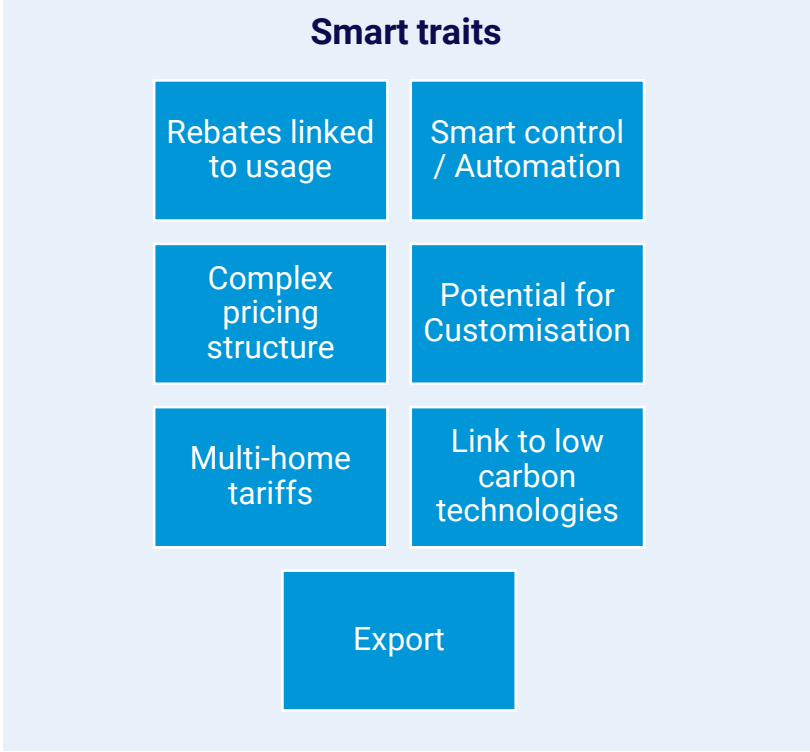 Smart traits
Rebates linked
to usage
Smart control
/ Automation
Complex
pricing
structure
Potential for
Customisation
Multi-home
tariffs
Link to low
carbon
technologies
Export